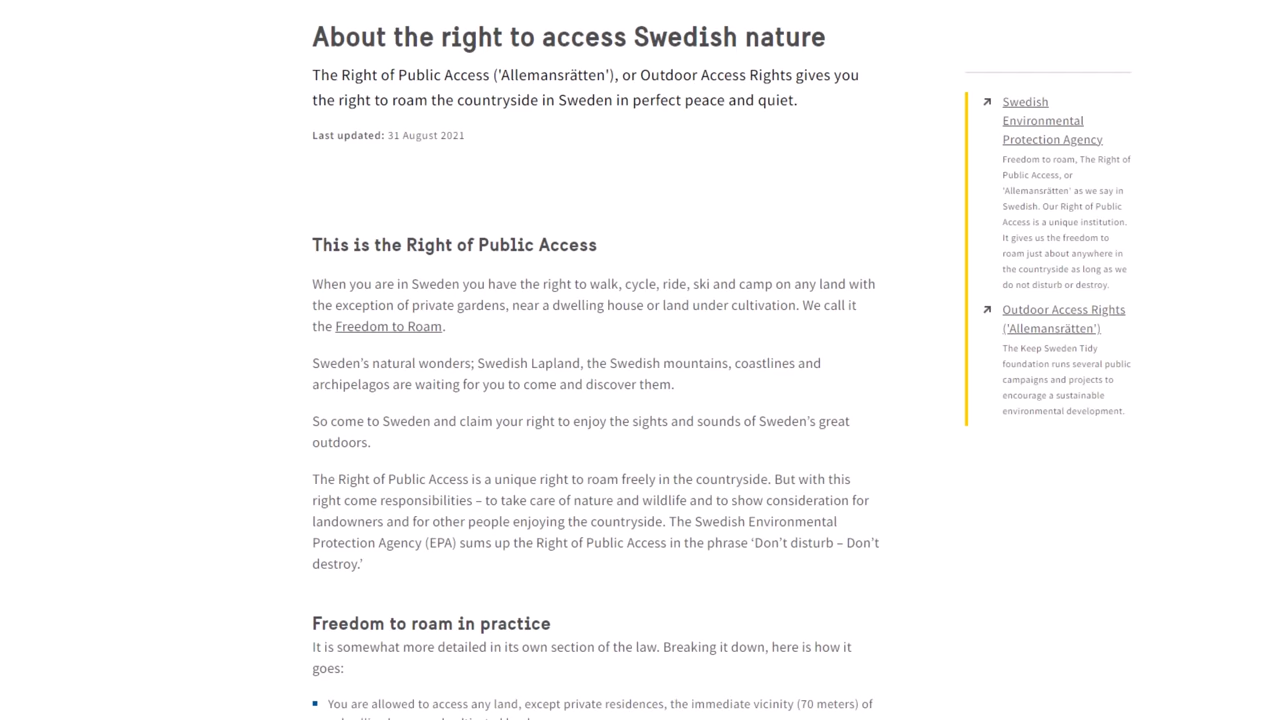 About the right to access Swedish nature
The Right of Public Access ('Allemansrätten'), or Outdoor Access Rights gives you
the right to roam the countryside in Sweden in perfect peace and quiet.
Last updated: 31 August 2021
This is the Right of Public Access
When you are in Sweden you have the right to walk, cycle, ride, ski and camp on any land with
the exception of private gardens, near a dwelling house or land under cultivation. We call it
the Freedom to Roam.
Sweden’s natural wonders; Swedish Lapland, the Swedish mountains, coastlines and
archipelagos are waiting for you to come and discover them.
So come to Sweden and claim your right to enjoy the sights and sounds of Sweden’s great
outdoors.
The Right of Public Access is a unique right to roam freely in the countryside. But with this
right come responsibilities – to take care of nature and wildlife and to show consideration for
landowners and for other people enjoying the countryside. The Swedish Environmental
Protection Agency (EPA) sums up the Right of Public Access in the phrase ‘Don’t disturb – Don’t
destroy.’
Freedom to roam in practice
It is somewhat more detailed in its own section of the law. Breaking it down, here is how it
goes:
You are allowed to access any land, except private residences, the immediate vicinity (70 meters) of
Swedish
Environmental
Protection Agency
Freedom to roam, The Right of
Public Access, or
'Allemansrätten' as we say in
Swedish. Our Right of Public
Access is a unique institution.
It gives us the freedom to
roam just about anywhere in
the countryside as long as we
do not disturb or destroy.
Outdoor Access Rights
('Allemansrätten')
The Keep Sweden Tidy
foundation runs several public
campaigns and projects to
encourage a sustainable
environmental development.